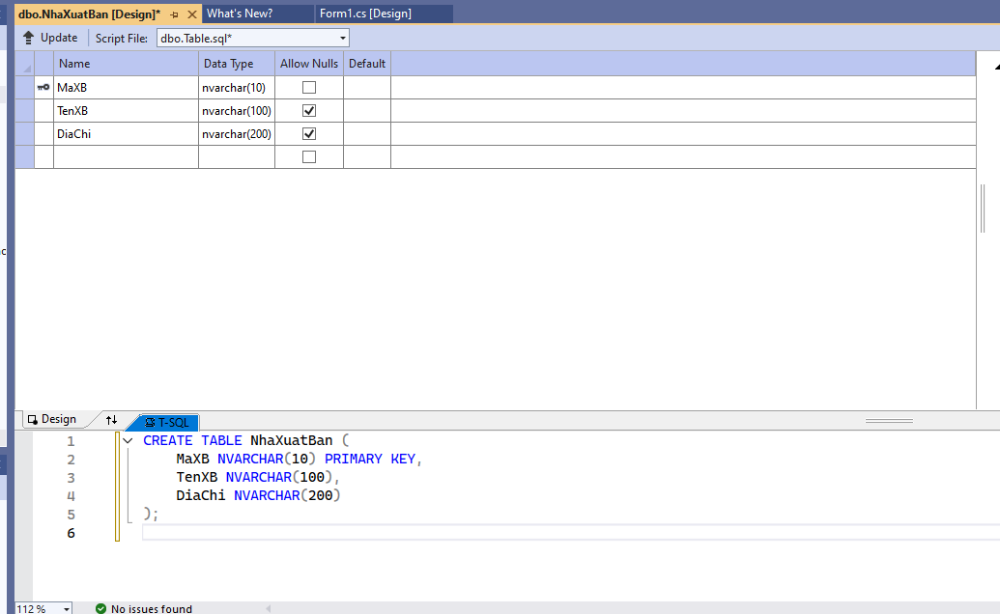 dbo.NhaXuatBan [Design]* What's New? Form1.cs [Design]
Update Script File: dbo.Table.sql*
Name Data Type Allow Nulls Default
MaXB nvarchar(10)
TenXB nvarchar(100)
DiaChi nvarchar(200)
Design T-SQL
1 CREATE TABLE NhaXuatBan (
2 MaXB NVARCHAR(10) PRIMARY KEY,
3 TenXB NVARCHAR(100),
4 DiaChi NVARCHAR(200)
5 );
6
112 % No issues found